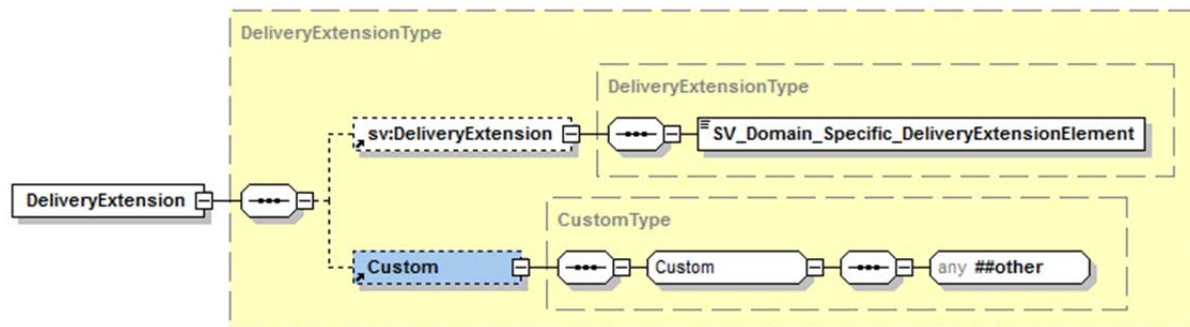 DeliveryExtensionType
DeliveryExtensionType
sv:DeliveryExtension
SV_Domain_Specific_DeliveryExtensionElement
DeliveryExtension
CustomType
Custom
Custom
any ##other